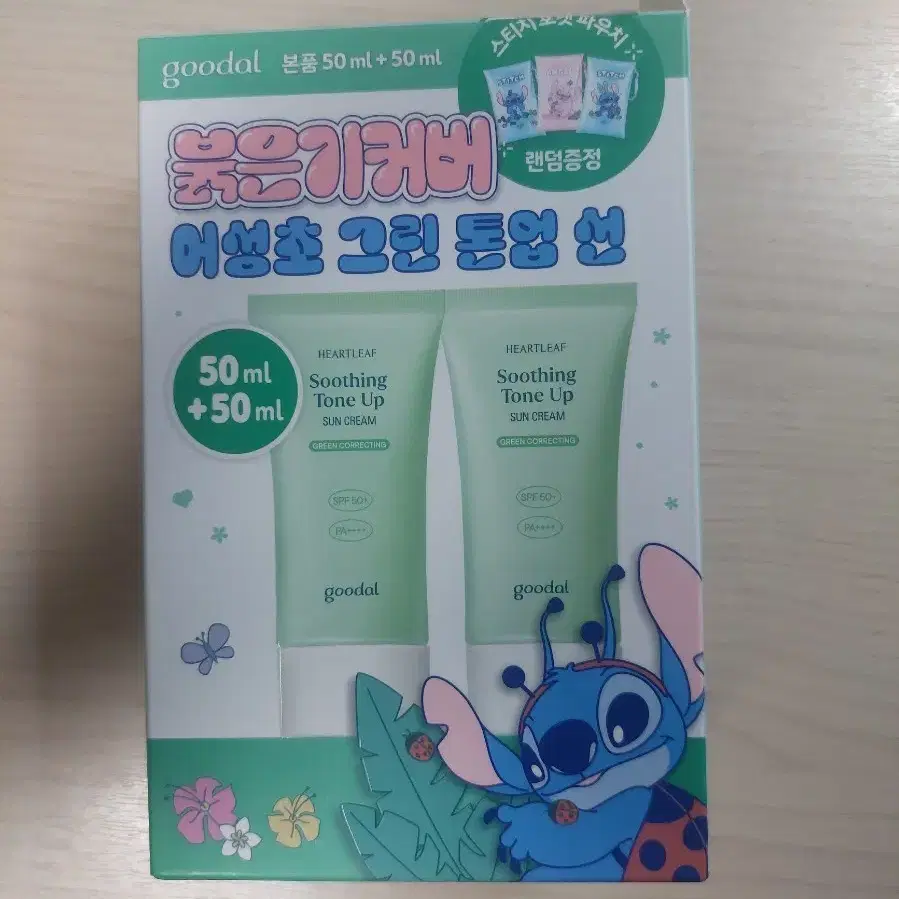 goodal 본품 50 ml + 50 ml
스티치 포켓 파우치
STITCH
STITCH
랜덤증정
붉은기커버
어성초 그린 톤업 선
50 ml
+ 50 ml
HEARTLEAF
Soothing
Tone Up
SUN CREAM
GREEN CORRECTING
SPF 50+
PA++++
goodal
HEARTLEAF
Soothing
Tone Up
SUN CREAM
GREEN CORRECTING
SPF 50+
PA++++
goodal